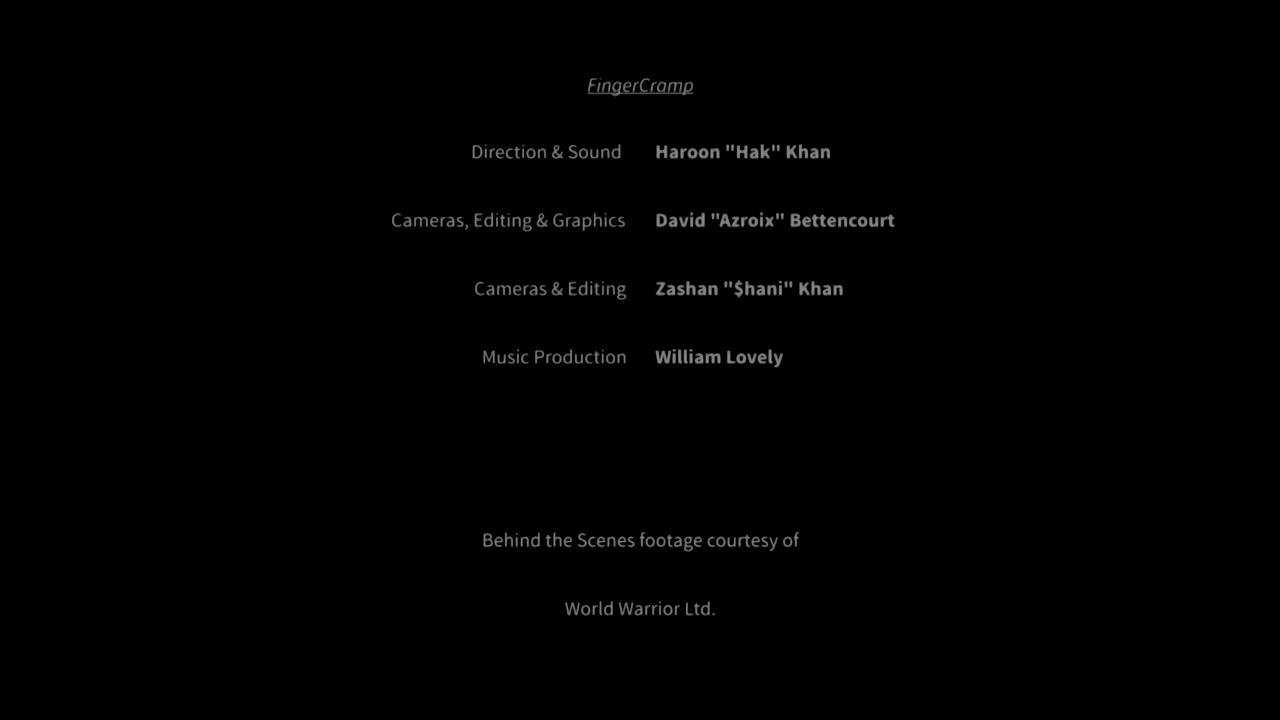 FingerCramp
Direction & Sound Haroon "Hak" Khan
Cameras, Editing & Graphics David "Azroix" Bettencourt
Cameras & Editing Zashan "$hani" Khan
Music Production William Lovely
Behind the Scenes footage courtesy of
World Warrior Ltd.